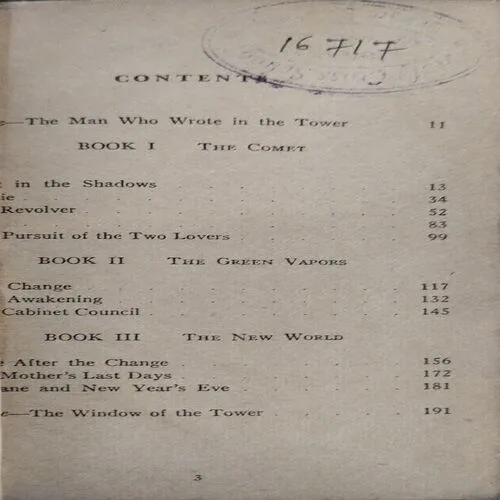 16717
CONTENTS
—The Man Who Wrote in the Tower 11
BOOK I The Comet
in the Shadows 13
34
Revolver 52
83
Pursuit of the Two Lovers 99
BOOK II The Green Vapors
Change 117
Awakening 132
Cabinet Council 145
BOOK III The New World
After the Change 156
Mother's Last Days 172
and New Year's Eve 181
—The Window of the Tower 191
3